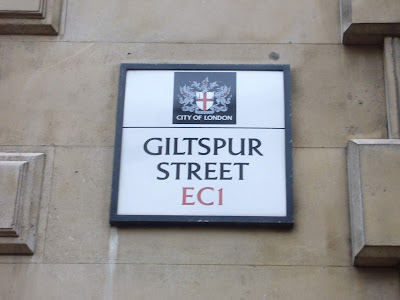 CITY OF LONDON
GILTSPUR
STREET
EC1